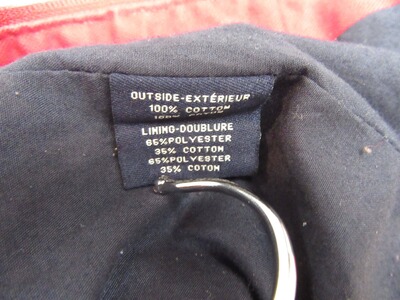 OUTSIDE-EXTÉRIEUR
100% COTTON
LINING-DOUBLURE
65%POLYESTER
35% COTTON
65%POLYESTER
35% COTON